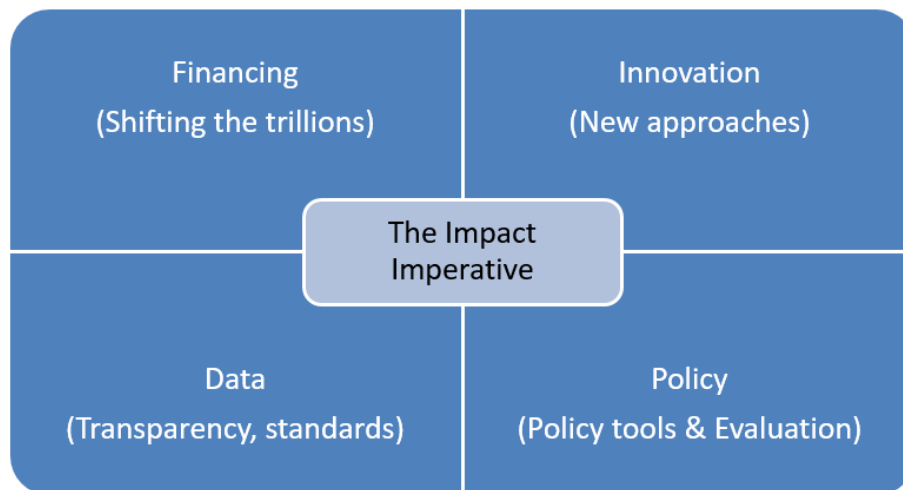 Financing
(Shifting the trillions)
Innovation
(New approaches)
The Impact
Imperative
Data
(Transparency, standards)
Policy
(Policy tools & Evaluation)